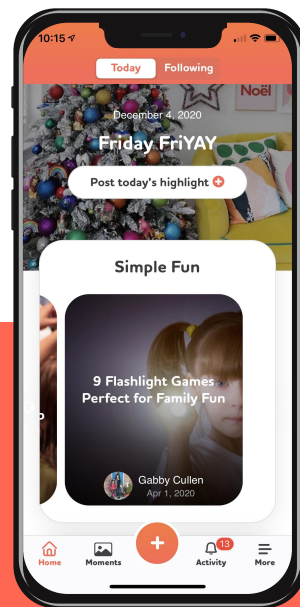 10:15
Today Following
Noël
December 4, 2020
Friday FriYAY
Post today's highlight
Simple Fun
9 Flashlight Games
Perfect for Family Fun
Gabby Cullen
Apr 1, 2020
13
Home Moments Activity More